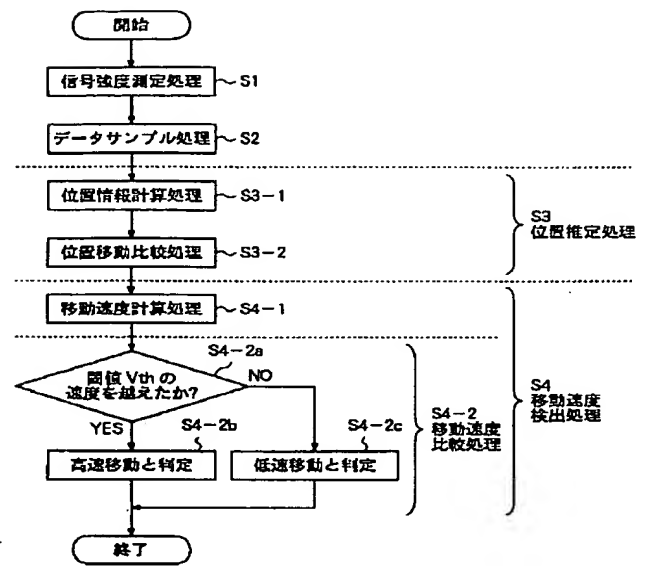 開始
信号強度測定処理 S1
データサンプル処理 S2
位置情報計算処理 S3-1
S3
位置推定処理
位置移動比較処理 S3-2
移動速度計算処理 S4-1
S4-2a
閾値 Vthの
速度を越えたか?
NO
YES
S4-2b
S4-2c
高速移動と判定
低速移動と判定
S4-2
移動速度
比較処理
S4
移動速度
検出処理
終了